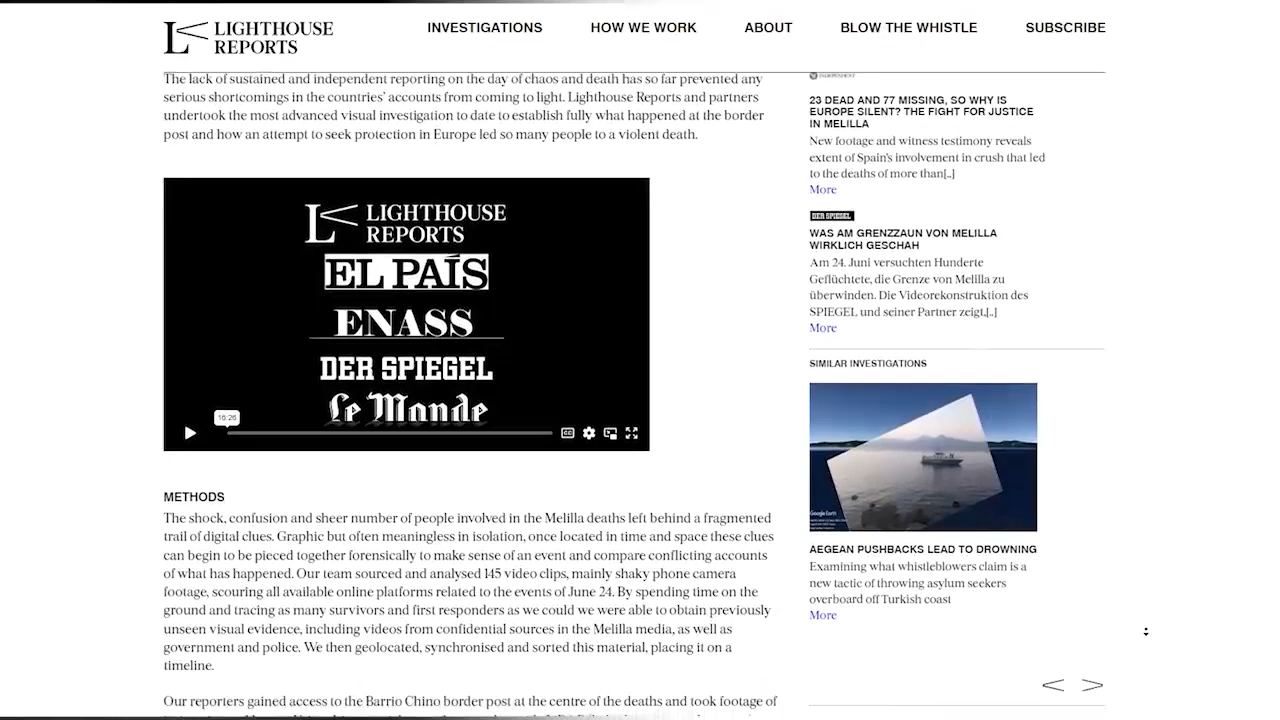 LIGHTHOUSE
REPORTS
INVESTIGATIONS
HOW WE WORK
ABOUT
BLOW THE WHISTLE
SUBSCRIBE
The lack of sustained and independent reporting on the day of chaos and death has so far prevented any
serious shortcomings in the countries' accounts from coming to light. Lighthouse Reports and partners
undertook the most advanced visual investigation to date to establish fully what happened at the border
post and how an attempt to seek protection in Europe led so many people to a violent death.
LIGHTHOUSE
REPORTS
EL PAÍS
ENASS
DER SPIEGEL
Le Monde
16:26
CC
METHODS
The shock, confusion and sheer number of people involved in the Melilla deaths left behind a fragmented
trail of digital clues. Graphic but often meaningless in isolation, once located in time and space these clues
can begin to be pieced together forensically to make sense of an event and compare conflicting accounts
of what has happened. Our team sourced and analysed 145 video clips, mainly shaky phone camera
footage, scouring all available online platforms related to the events of June 24. By spending time on the
ground and tracing as many survivors and first responders as we could we were able to obtain previously
unseen visual evidence, including videos from confidential sources in the Melilla media, as well as
government and police. We then geolocated, synchronised and sorted this material, placing it on a
timeline.
Our reporters gained access to the Barrio Chino border post at the centre of the deaths and took footage of
INDEPENDENT
23 DEAD AND 77 MISSING, SO WHY IS
EUROPE SILENT? THE FIGHT FOR JUSTICE
IN MELILLA
New footage and witness testimony reveals
extent of Spain's involvement in crush that led
to the deaths of more than[..]
More
DER SPIEGEL
WAS AM GRENZZAUN VON MELILLA
WIRKLICH GESCHAH
Am 24. Juni versuchten Hunderte
Geflüchtete, die Grenze von Melilla zu
überwinden. Die Videorekonstruktion des
SPIEGEL und seiner Partner zeigt,[..]
More
SIMILAR INVESTIGATIONS
Google Earth
AEGEAN PUSHBACKS LEAD TO DROWNING
Examining what whistleblowers claim is a
new tactic of throwing asylum seekers
overboard off Turkish coast
More